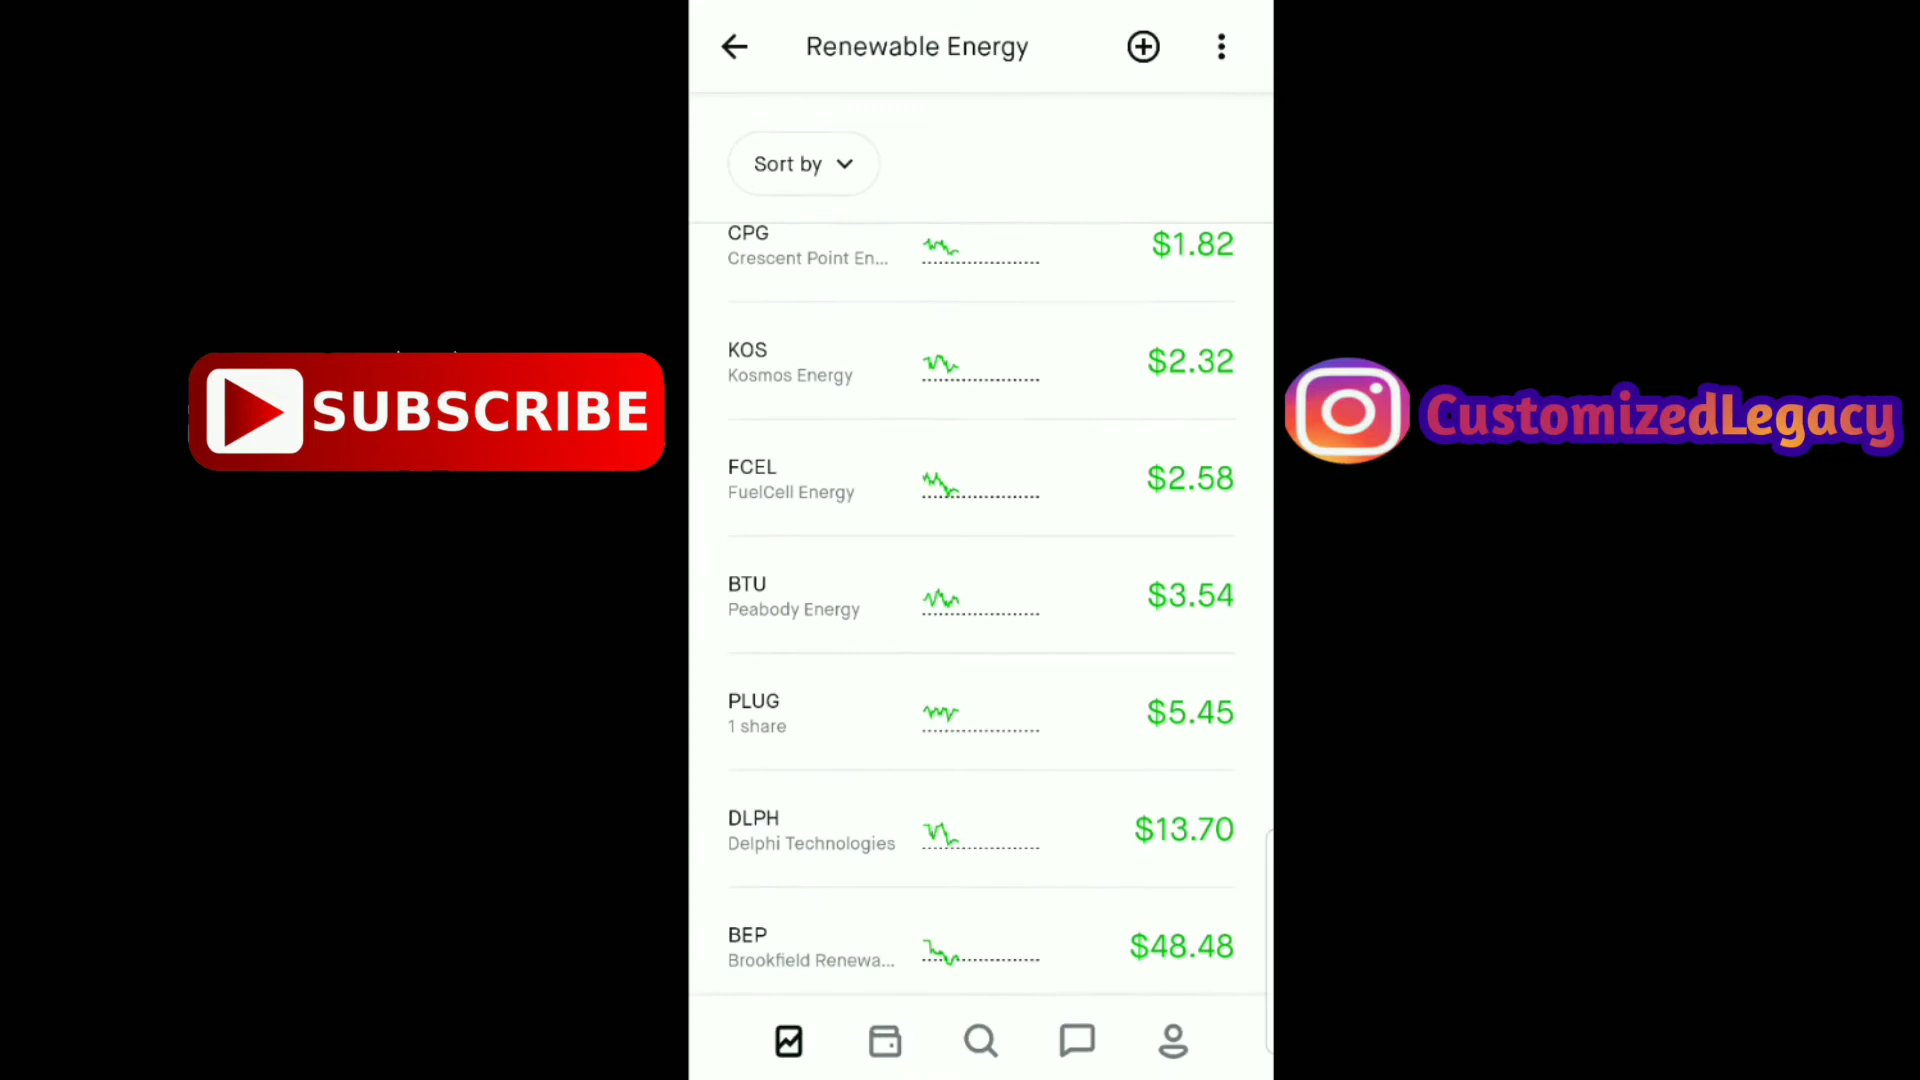 Renewable Energy
Sort by
CPG
Crescent Point En...
$1.82
KOS
Kosmos Energy
$2.32
FCEL
FuelCell Energy
$2.58
BTU
Peabody Energy
$3.54
PLUG
1 share
$5.45
DLPH
Delphi Technologies
$13.70
BEP
Brookfield Renewa...
$48.48
SUBSCRIBE
CustomizedLegacy